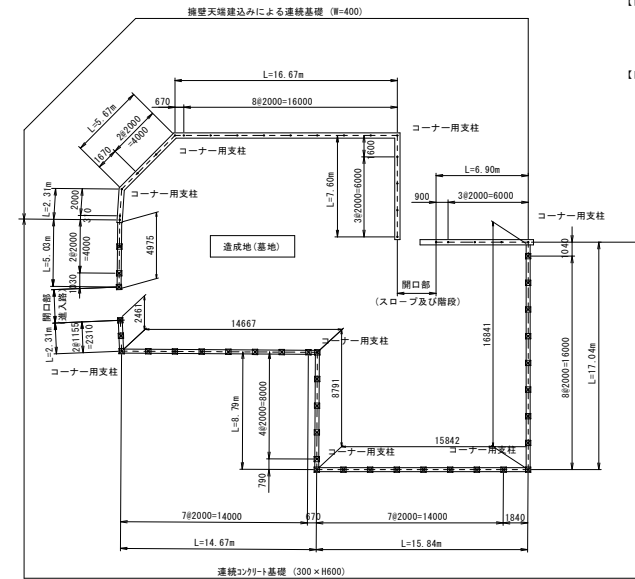 擁壁天端建込みによる連続基礎 (W=400)
L=16.67m
670
8@2000=16000
コーナー用支柱
L=5.67m
2@2000
=4000
1670
コーナー用支柱
1600
L=7.60m
3@2000=6000
L=6.90m
900
3@2000=6000
コーナー用支柱
L=2.31m
2000
310
コーナー用支柱
L=5.03m
2@2000
=4000
1030
4975
造成地(墓地)
1040
開口部
(スロープ及び階段)
開口部
(進入路)
2461
14667
コーナー用支柱
L=2.31m
2@1155
=2310
コーナー用支柱
16841
8@2000=16000
L=17.04m
L=8.79m
4@2000=8000
790
8791
15842
コーナー用支柱
コーナー用支柱
7@2000=14000
670
7@2000=14000
1840
L=14.67m
L=15.84m
連続コンクリート基礎 (300×H600)